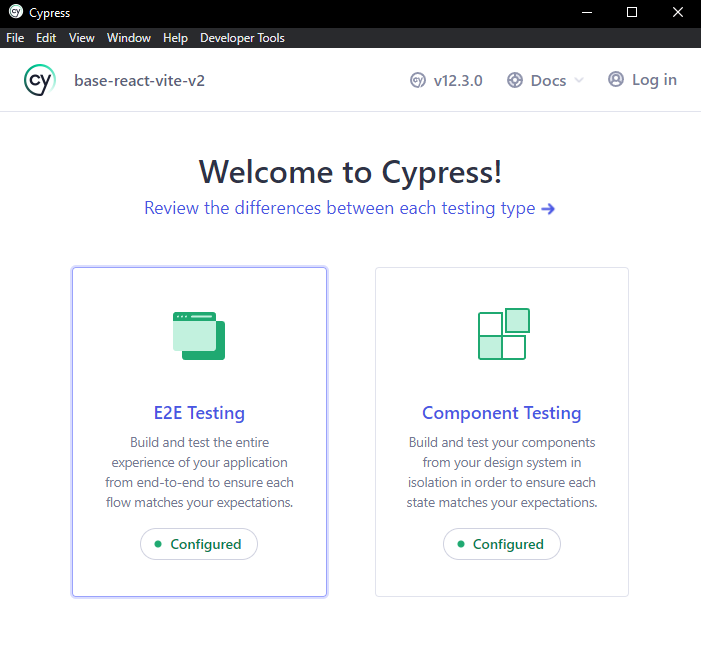 Cypress
File Edit View Window Help Developer Tools
cy base-react-vite-v2 cy v12.3.0 Docs Log in
Welcome to Cypress!
Review the differences between each testing type →
E2E Testing
Build and test the entire
experience of your application
from end-to-end to ensure each
flow matches your expectations.
Configured
Component Testing
Build and test your components
from your design system in
isolation in order to ensure each
state matches your expectations.
Configured